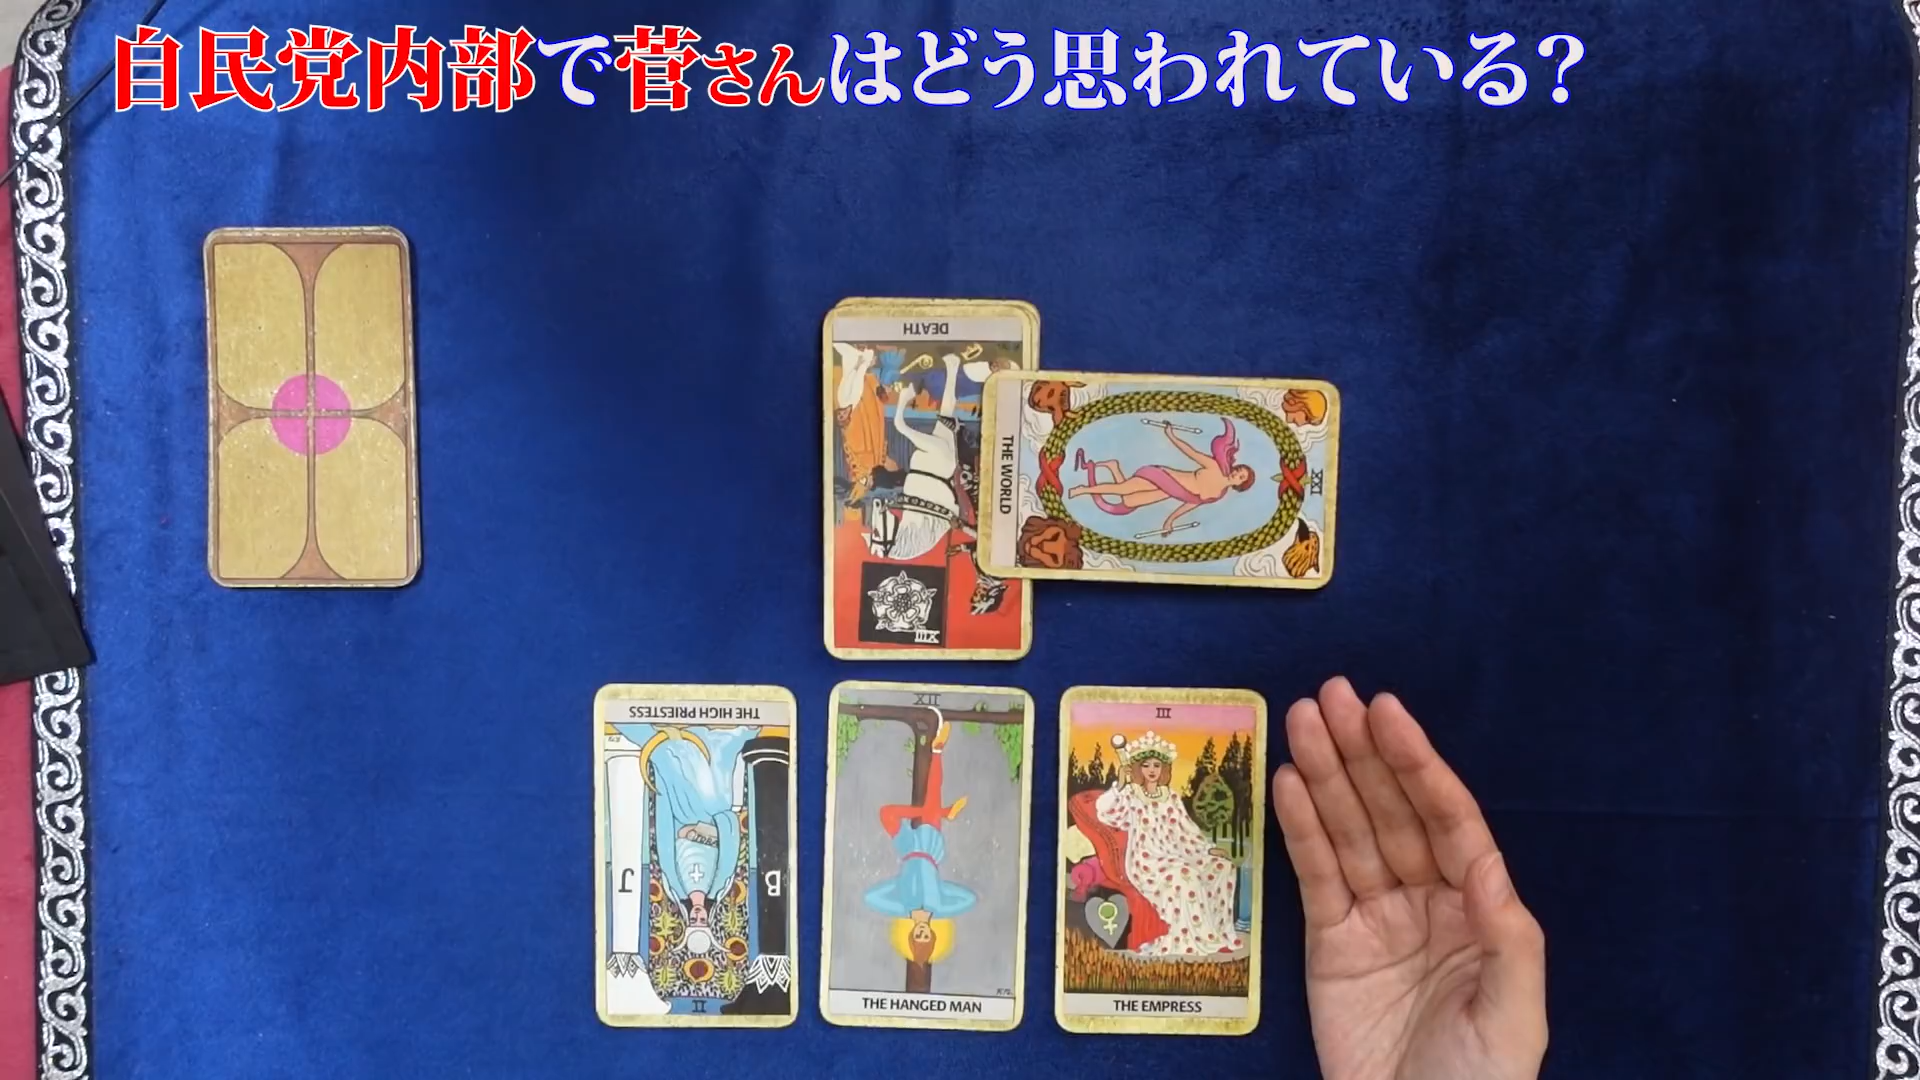 自民党内部で菅さんはどう思われている？
DEATH
XIII
THE WORLD
XXI
THE HIGH PRIESTESS
J
B
TORA
II
XII
THE HANGED MAN
III
THE EMPRESS